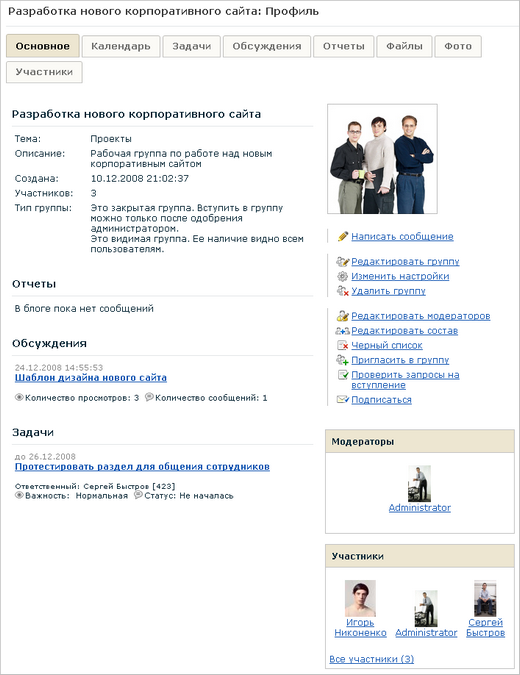 Разработка нового корпоративного сайта: Профиль
Основное
Календарь
Задачи
Обсуждения
Отчеты
Файлы
Фото
Участники
Разработка нового корпоративного сайта
Тема: Проекты
Описание: Рабочая группа по работе над новым
корпоративным сайтом
Создана: 10.12.2008 21:02:37
Участников: 3
Тип группы: Это закрытая группа. Вступить в группу
можно только после одобрения
администратором.
Это видимая группа. Ее наличие видно всем
пользователям.
Отчеты
В блоге пока нет сообщений
Обсуждения
24.12.2008 14:55:53
Шаблон дизайна нового сайта
Количество просмотров: 3 Количество сообщений: 1
Задачи
до 26.12.2008
Протестировать раздел для общения сотрудников
Ответственный: Сергей Быстров [423]
Важность: Нормальная Статус: Не началась
Написать сообщение
Редактировать группу
Изменить настройки
Удалить группу
Редактировать модераторов
Редактировать состав
Черный список
Пригласить в группу
Проверить запросы на
вступление
Подписаться
Модераторы
Administrator
Участники
Игорь
Никоненко
Administrator
Сергей
Быстров
Все участники (3)